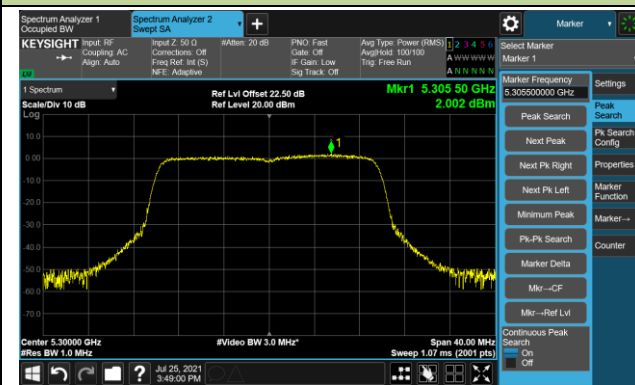 Spectrum Analyzer 1
Occupied BW
Spectrum Analyzer 2
Swept SA
+
Marker
KEYSIGHT
Input: RF
Coupling: AC
Align: Auto
Input Z: 50 Ω
Corrections: Off
Freq Ref: Int (S)
NFE: Adaptive
#Atten: 20 dB
PNO: Fast
Gate: Off
IF Gain: Low
Sig Track: Off
Avg Type: Power (RMS)
Avg|Hold: 100/100
Trig: Free Run
1 2 3 4 5 6
A W W W W W
A N N N N N
Select Marker
Marker 1
1 Spectrum
Scale/Div 10 dB
Log
Ref Lvl Offset 22.50 dB
Ref Level 20.00 dBm
Mkr1 5.305 50 GHz
2.002 dBm
10.0
0.00
-10.0
-20.0
-30.0
-40.0
-50.0
-60.0
-70.0
1
Center 5.30000 GHz
#Res BW 1.0 MHz
#Video BW 3.0 MHz*
Span 40.00 MHz
Sweep 1.07 ms (2001 pts)
Marker Frequency
5.305500000 GHz
Peak Search
Next Peak
Next Pk Right
Next Pk Left
Minimum Peak
Pk-Pk Search
Marker Delta
Mkr→CF
Mkr→Ref Lvl
Continuous Peak
Search
On
Off
Settings
Peak
Search
Pk Search
Config
Properties
Marker
Function
Marker→
Counter
?
Jul 25, 2021
3:49:00 PM